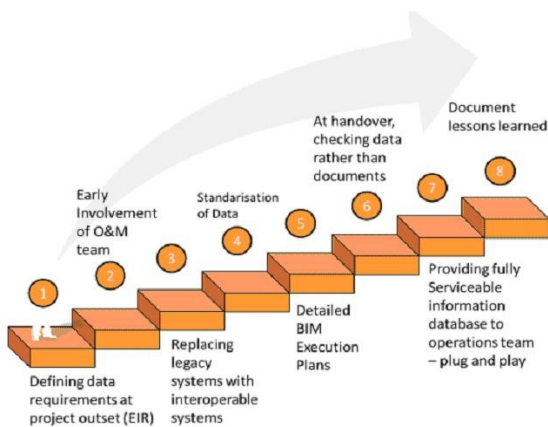 1
Defining data
requirements at
project outset (EIR)
2
Early
Involvement
of O&M
team
3
Replacing
legacy
systems with
interoperable
systems
4
Standarisation
of Data
5
Detailed
BIM
Execution
Plans
6
At handover,
checking data
rather than
documents
7
Providing fully
Serviceable
information
database to
operations team
– plug and play
8
Document
lessons learned